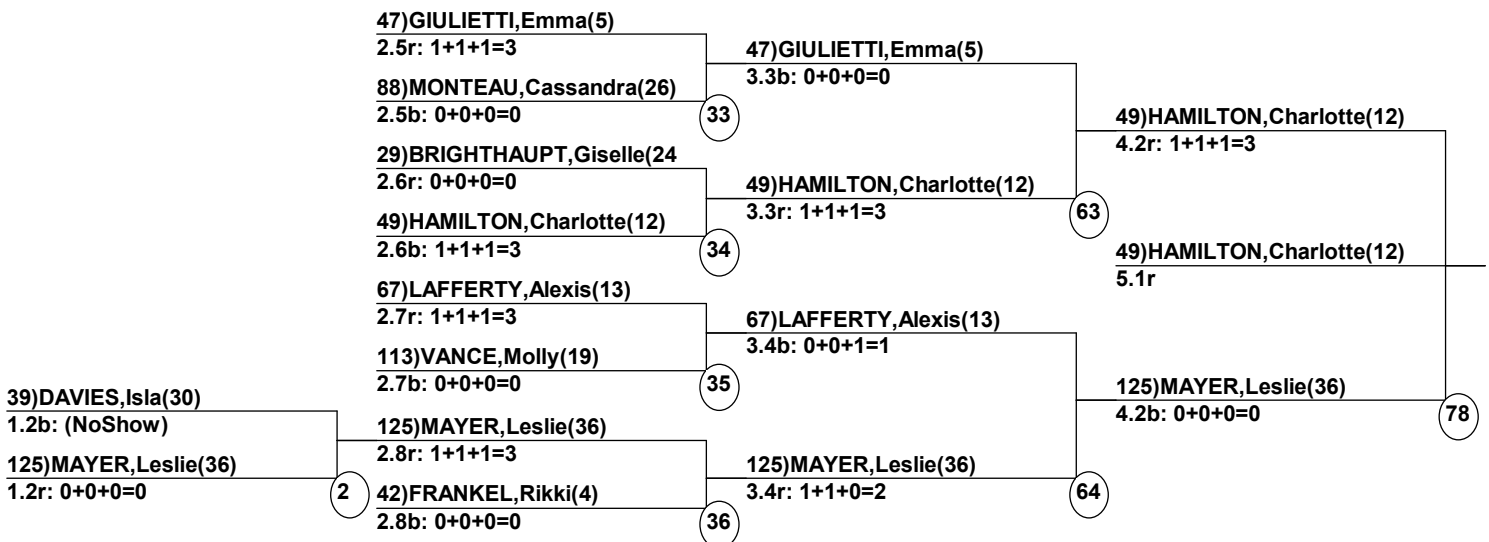 47)GIULIETTI,Emma(5)
2.5r: 1+1+1=3
88)MONTEAU,Cassandra(26)
2.5b: 0+0+0=0
33
29)BRIGHTHAUPT,Giselle(24
2.6r: 0+0+0=0
49)HAMILTON,Charlotte(12)
2.6b: 1+1+1=3
34
67)LAFFERTY,Alexis(13)
2.7r: 1+1+1=3
113)VANCE,Molly(19)
2.7b: 0+0+0=0
35
39)DAVIES,Isla(30)
1.2b: (NoShow)
125)MAYER,Leslie(36)
1.2r: 0+0+0=0
2
125)MAYER,Leslie(36)
2.8r: 1+1+1=3
42)FRANKEL,Rikki(4)
2.8b: 0+0+0=0
36
47)GIULIETTI,Emma(5)
3.3b: 0+0+0=0
49)HAMILTON,Charlotte(12)
3.3r: 1+1+1=3
63
67)LAFFERTY,Alexis(13)
3.4b: 0+0+1=1
125)MAYER,Leslie(36)
3.4r: 1+1+0=2
64
49)HAMILTON,Charlotte(12)
4.2r: 1+1+1=3
49)HAMILTON,Charlotte(12)
5.1r
125)MAYER,Leslie(36)
4.2b: 0+0+0=0
78